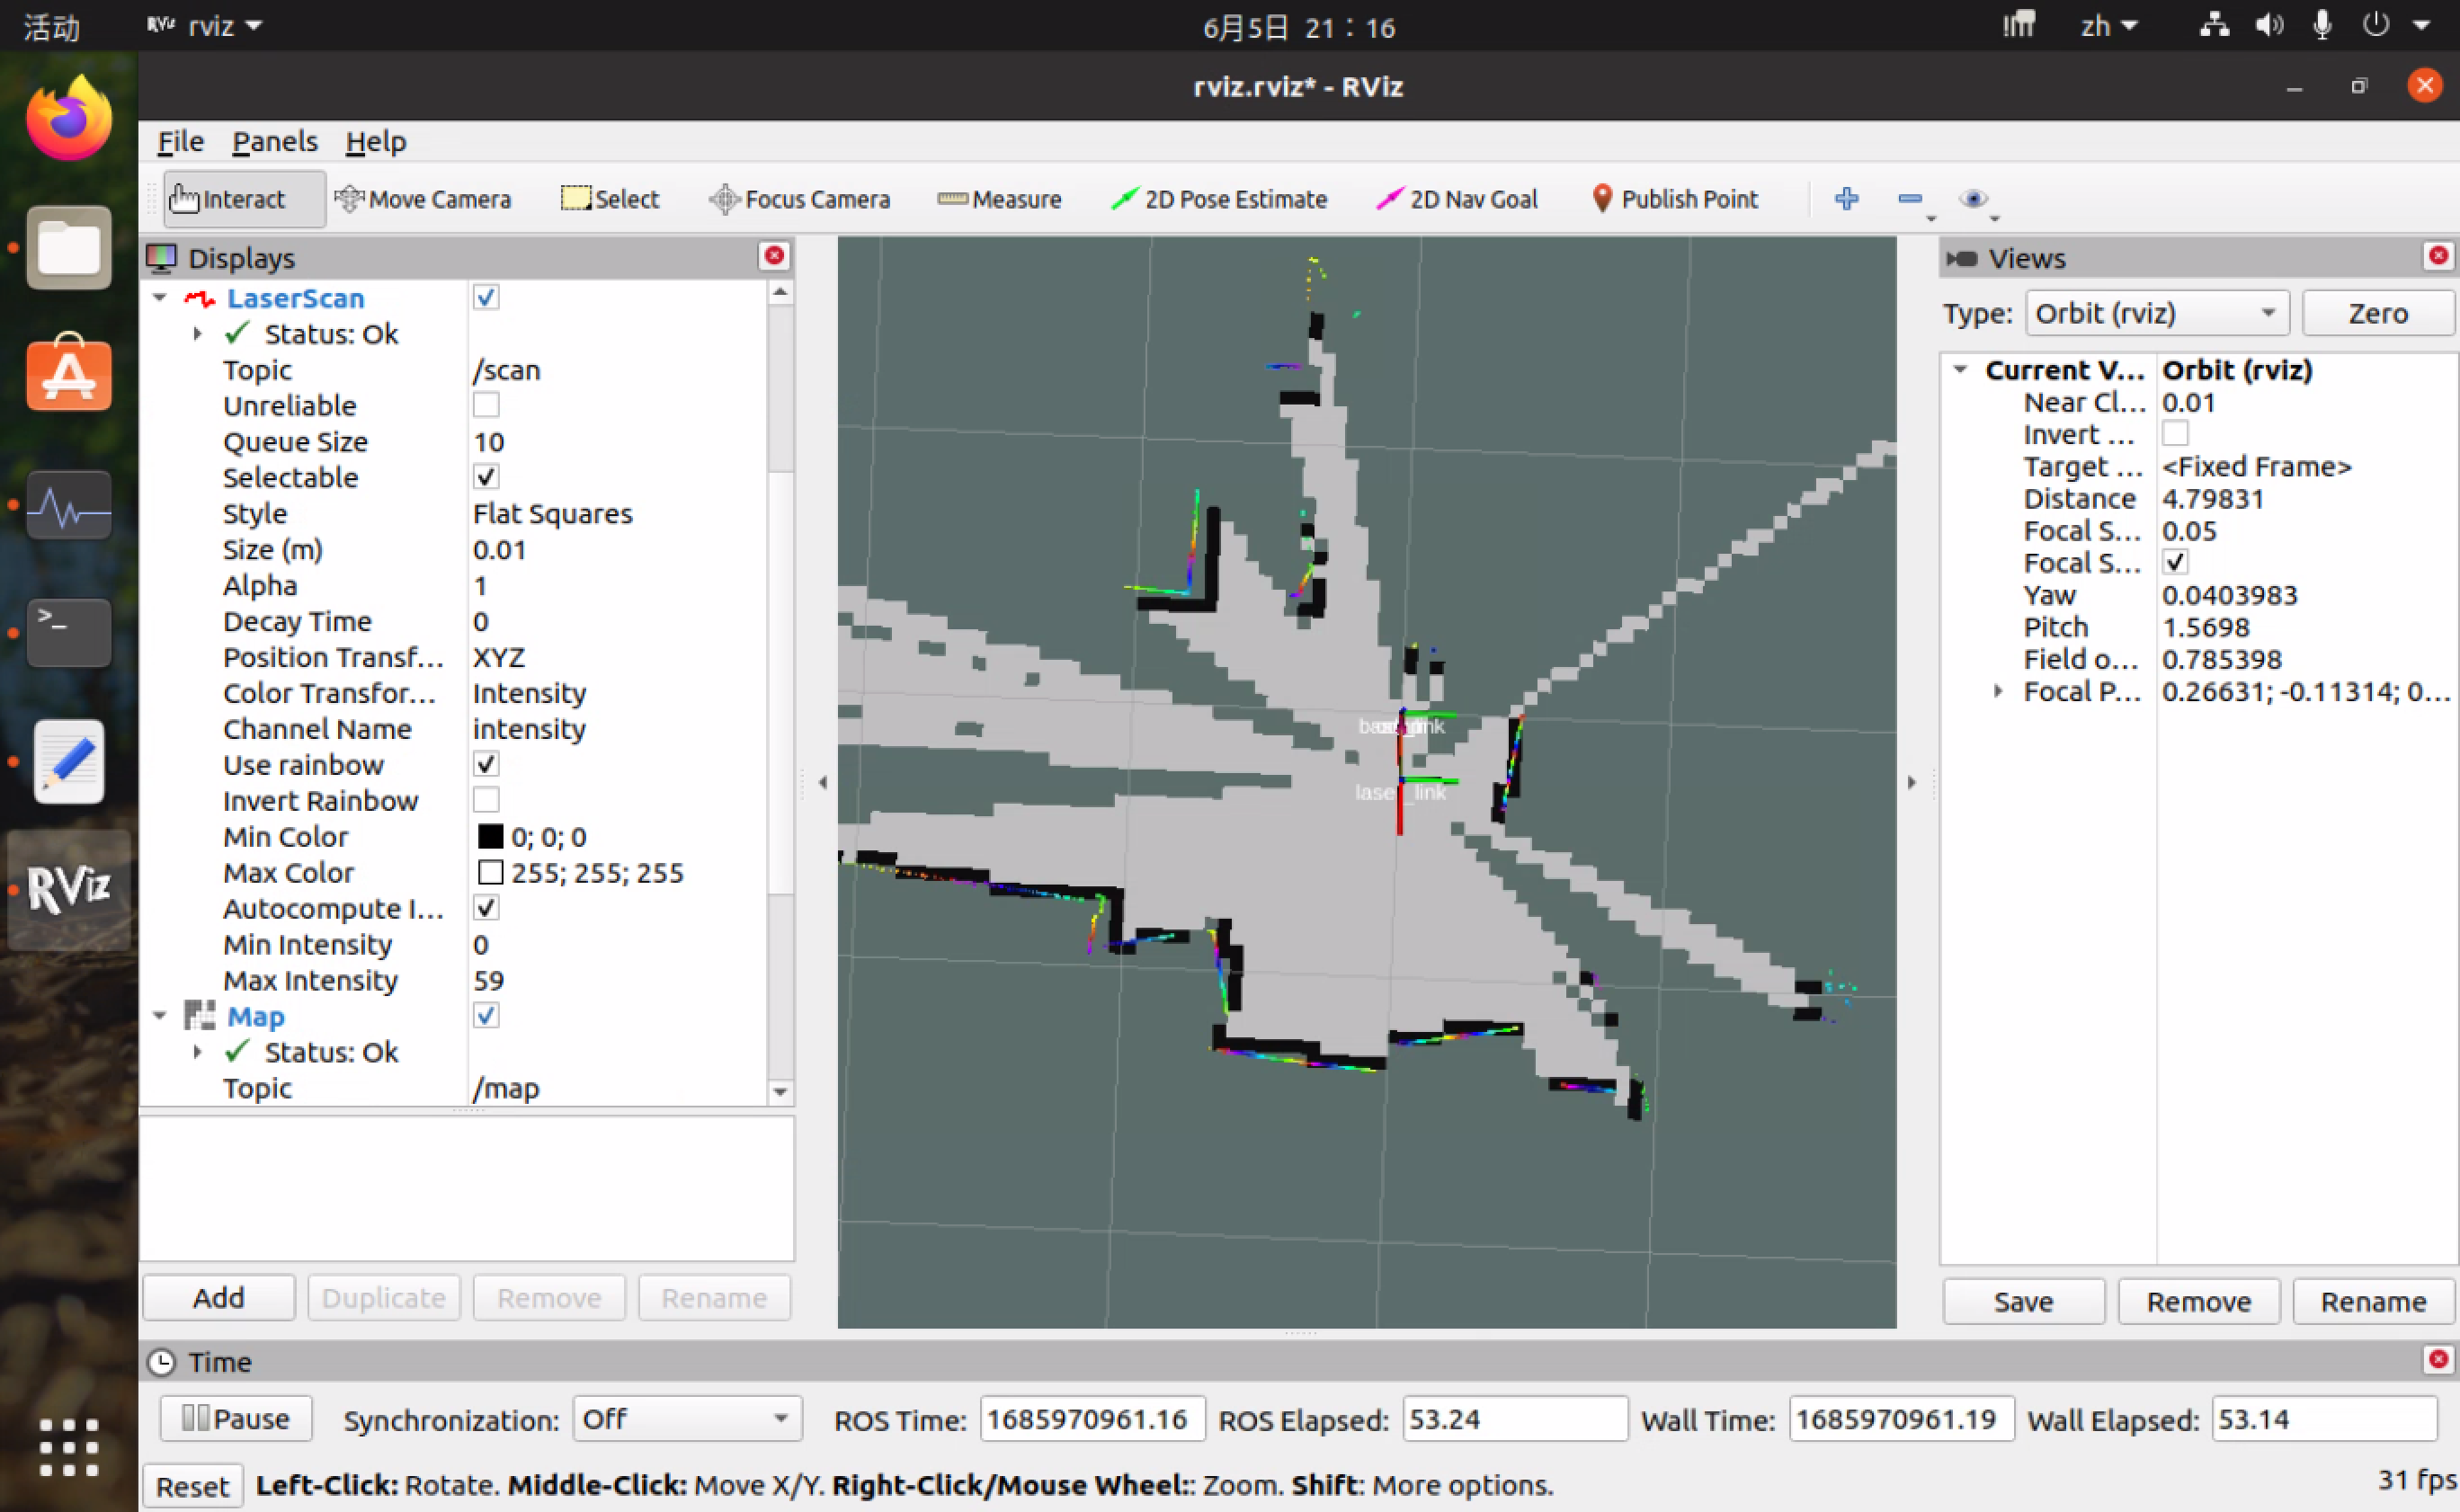 活动 RViz rviz 6月5日 21：16 zh
rviz.rviz* - RViz
File Panels Help
Interact Move Camera Select Focus Camera Measure 2D Pose Estimate 2D Nav Goal Publish Point
Displays
LaserScan
Status: Ok
Topic /scan
Unreliable
Queue Size 10
Selectable
Style Flat Squares
Size (m) 0.01
Alpha 1
Decay Time 0
Position Transf... XYZ
Color Transfor... Intensity
Channel Name intensity
Use rainbow
Invert Rainbow
Min Color 0; 0; 0
Max Color 255; 255; 255
Autocompute I...
Min Intensity 0
Max Intensity 59
Map
Status: Ok
Topic /map
Add Duplicate Remove Rename
laser_link
Views
Type: Orbit (rviz) Zero
Current V... Orbit (rviz)
Near Cl... 0.01
Invert ...
Target ... <Fixed Frame>
Distance 4.79831
Focal S... 0.05
Focal S...
Yaw 0.0403983
Pitch 1.5698
Field o... 0.785398
Focal P... 0.26631; -0.11314; 0...
Save Remove Rename
Time
Pause Synchronization: Off ROS Time: 1685970961.16 ROS Elapsed: 53.24 Wall Time: 1685970961.19 Wall Elapsed: 53.14
Reset Left-Click: Rotate. Middle-Click: Move X/Y. Right-Click/Mouse Wheel:: Zoom. Shift: More options. 31 fps
RViz